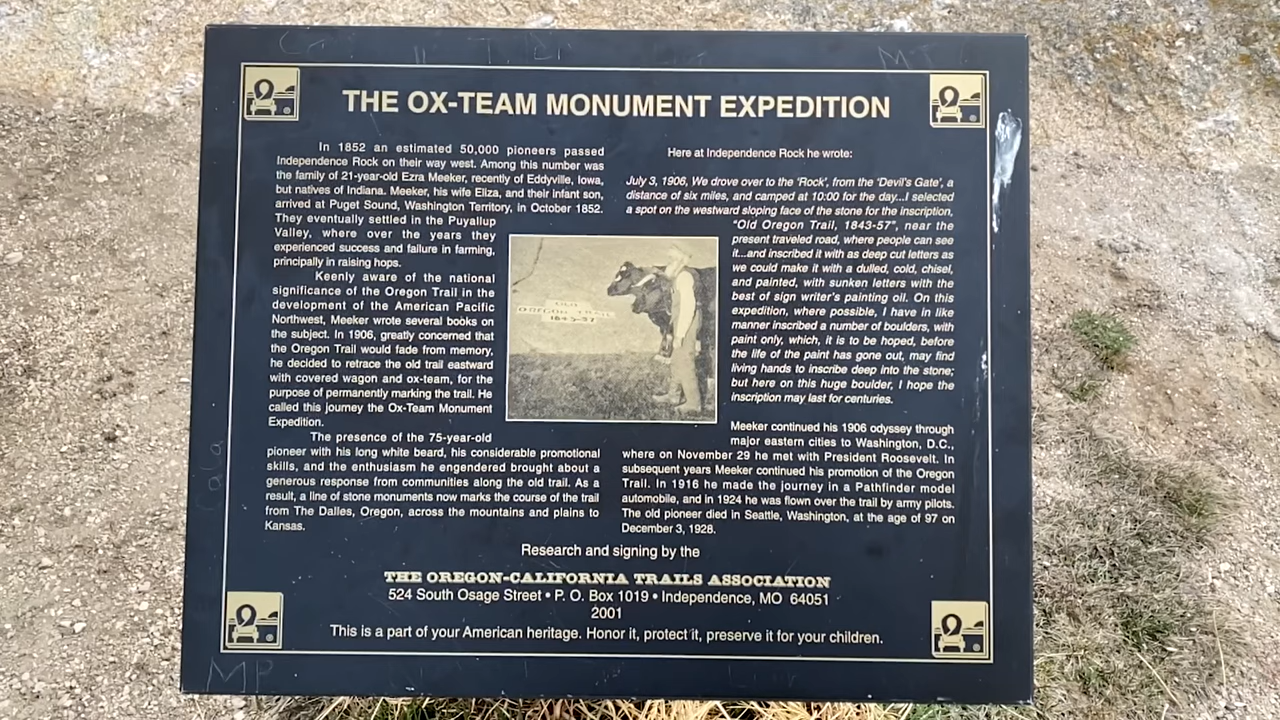 THE OX-TEAM MONUMENT EXPEDITION
In 1852 an estimated 50,000 pioneers passed
Independence Rock on their way west. Among this number was
the family of 21-year-old Ezra Meeker, recently of Eddyville, Iowa,
but natives of Indiana. Meeker, his wife Eliza, and their infant son,
arrived at Puget Sound, Washington Territory, in October 1852.
They eventually settled in the Puyallup
Valley, where over the years they
experienced success and failure in farming,
principally in raising hops.
Keenly aware of the national
significance of the Oregon Trail in the
development of the American Pacific
Northwest, Meeker wrote several books on
the subject. In 1906, greatly concerned that
the Oregon Trail would fade from memory,
he decided to retrace the old trail eastward
with covered wagon and ox-team, for the
purpose of permanently marking the trail. He
called this journey the Ox-Team Monument
Expedition.
The presence of the 75-year-old
pioneer with his long white beard, his considerable promotional
skills, and the enthusiasm he engendered brought about a
generous response from communities along the old trail. As a
result, a line of stone monuments now marks the course of the trail
from The Dalles, Oregon, across the mountains and plains to
Kansas.
Here at Independence Rock he wrote:
July 3, 1906, We drove over to the 'Rock', from the 'Devil's Gate', a
distance of six miles, and camped at 10:00 for the day...I selected
a spot on the westward sloping face of the stone for the inscription,
"Old Oregon Trail, 1843-57", near the
present traveled road, where people can see
it...and inscribed it with as deep cut letters as
we could make it with a dulled, cold, chisel,
and painted, with sunken letters with the
best of sign writer's painting oil. On this
expedition, where possible, I have in like
manner inscribed a number of boulders, with
paint only, which, it is to be hoped, before
the life of the paint has gone out, may find
living hands to inscribe deep into the stone;
but here on this huge boulder, I hope the
inscription may last for centuries.
OLD
OREGON TRAIL
1843-57
Meeker continued his 1906 odyssey through
major eastern cities to Washington, D.C.,
where on November 29 he met with President Roosevelt. In
subsequent years Meeker continued his promotion of the Oregon
Trail. In 1916 he made the journey in a Pathfinder model
automobile, and in 1924 he was flown over the trail by army pilots.
The old pioneer died in Seattle, Washington, at the age of 97 on
December 3, 1928.
Research and signing by the
THE OREGON-CALIFORNIA TRAILS ASSOCIATION
524 South Osage Street • P. O. Box 1019 • Independence, MO 64051
2001
This is a part of your American heritage. Honor it, protect it, preserve it for your children.
MP